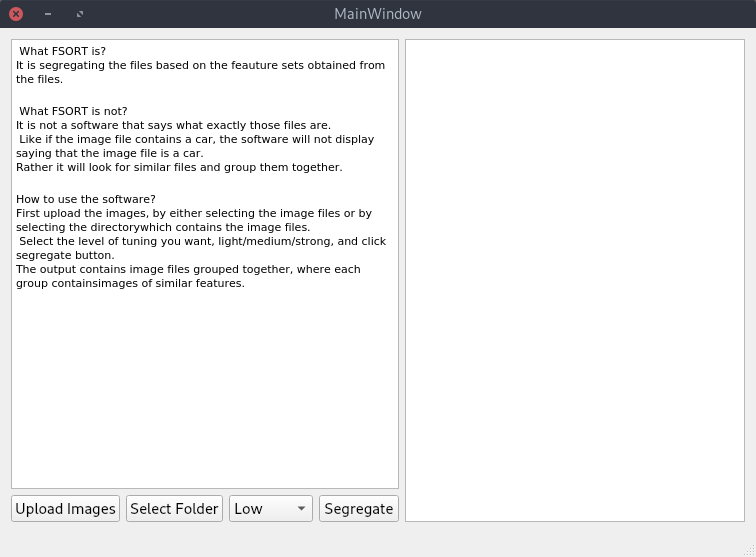 MainWindow
What FSORT is?
It is segregating the files based on the feauture sets obtained from
the files.
What FSORT is not?
It is not a software that says what exactly those files are.
Like if the image file contains a car, the software will not display
saying that the image file is a car.
Rather it will look for similar files and group them together.
How to use the software?
First upload the images, by either selecting the image files or by
selecting the directorywhich contains the image files.
Select the level of tuning you want, light/medium/strong, and click
segregate button.
The output contains image files grouped together, where each
group containsimages of similar features.
Upload Images
Select Folder
Low
Segregate